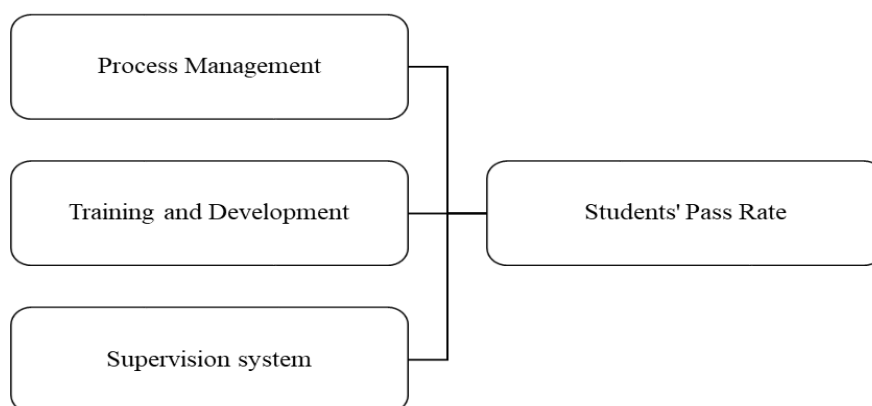 Process Management
Training and Development
Students' Pass Rate
Supervision system